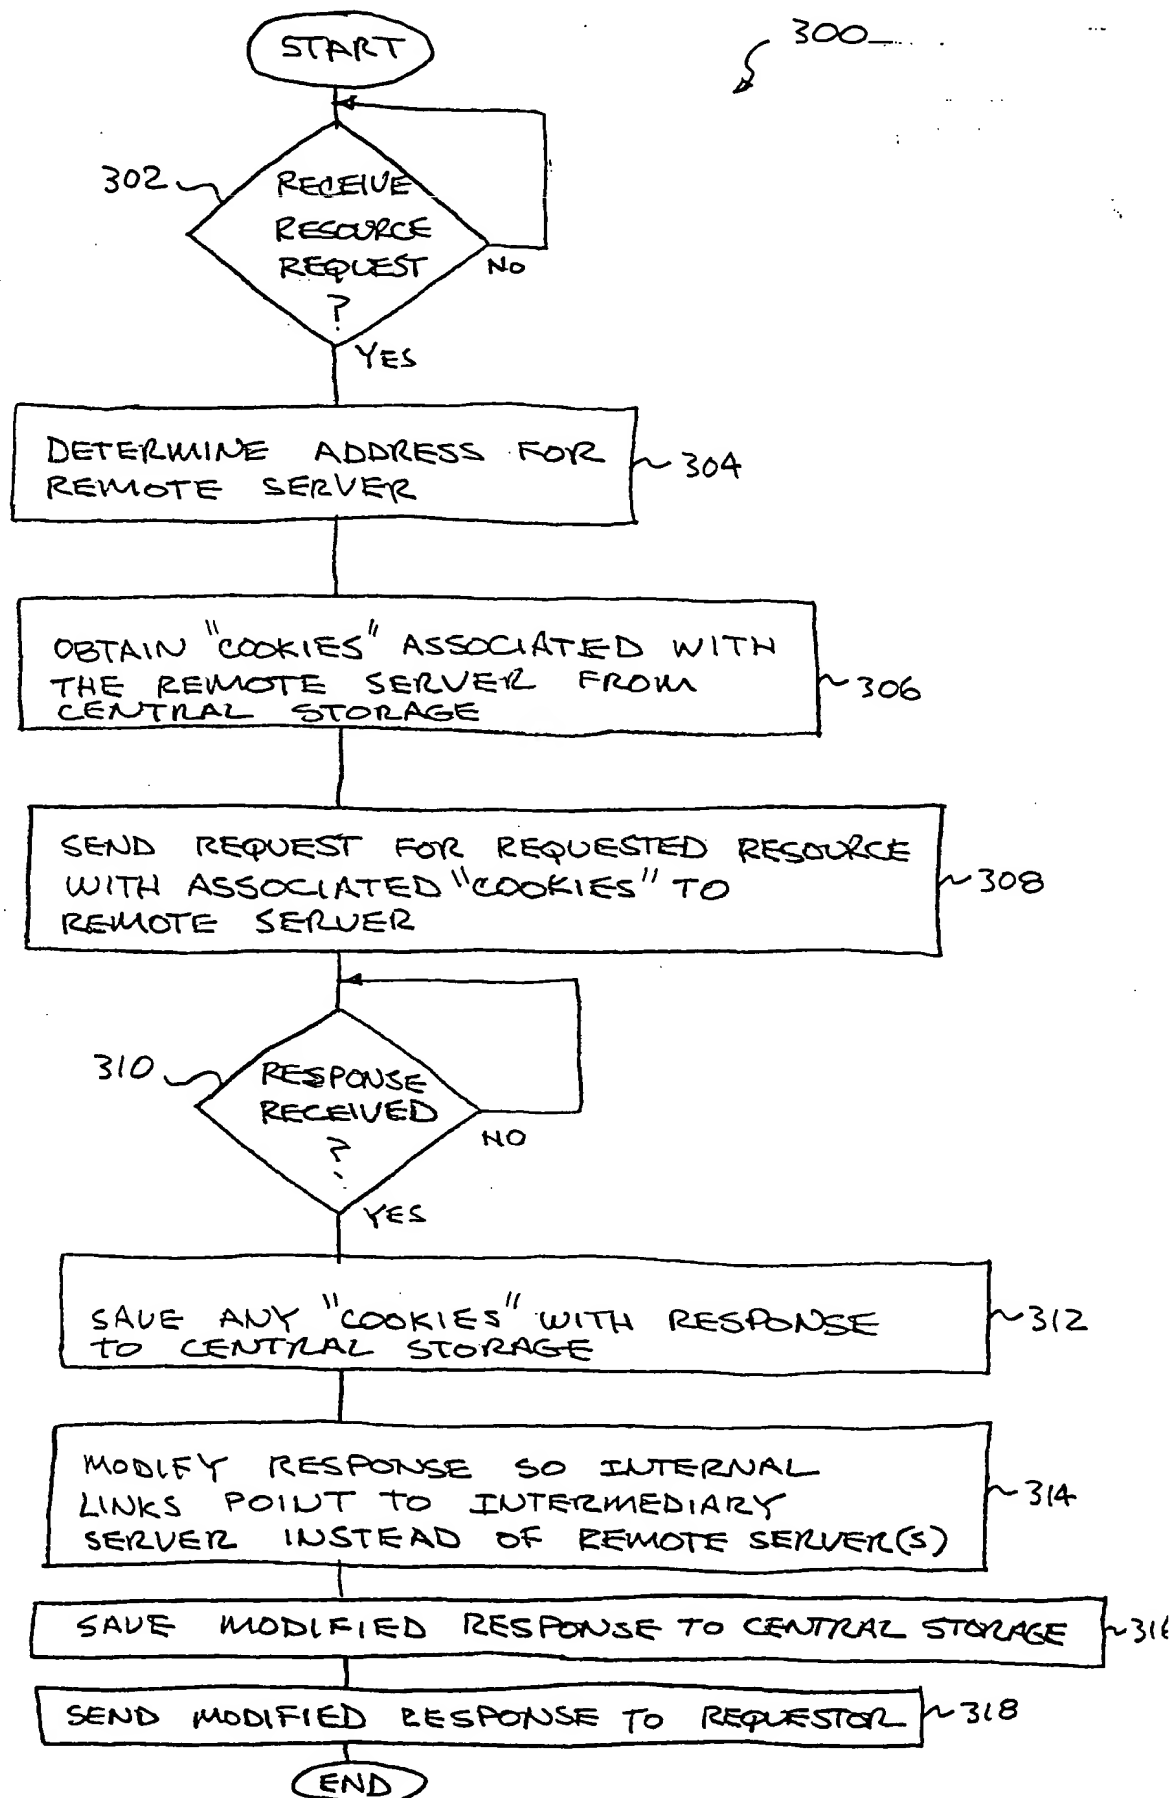 START
300
302
RECEIVE
RESOURCE
REQUEST
?
NO
YES
DETERMINE ADDRESS FOR
REMOTE SERVER
304
OBTAIN "COOKIES" ASSOCIATED WITH
THE REMOTE SERVER FROM
CENTRAL STORAGE
306
SEND REQUEST FOR REQUESTED RESOURCE
WITH ASSOCIATED "COOKIES" TO
REMOTE SERVER
308
310
RESPONSE
RECEIVED
?
NO
YES
SAVE ANY "COOKIES" WITH RESPONSE
TO CENTRAL STORAGE
312
MODIFY RESPONSE SO INTERNAL
LINKS POINT TO INTERMEDIARY
SERVER INSTEAD OF REMOTE SERVER(S)
314
SAVE MODIFIED RESPONSE TO CENTRAL STORAGE
SEND MODIFIED RESPONSE TO REQUESTOR
318
END